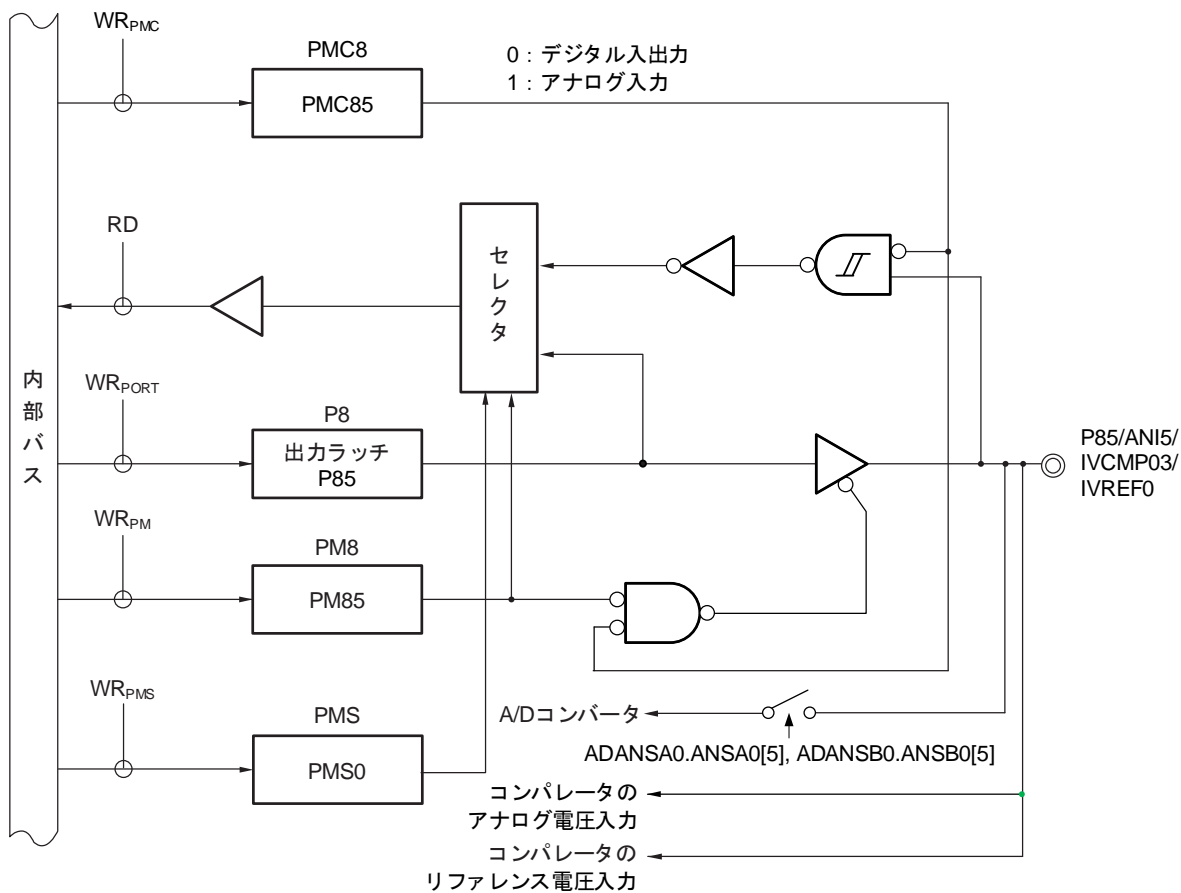 WRPMC
PMC8
PMC85
0：デジタル入出力
1：アナログ入力
RD
セレクタ
内部バス
WRPORT
P8
出力ラッチ
P85
P85/ANI5/
IVCMP03/
IVREF0
WRPM
PM8
PM85
WRPMS
PMS
PMS0
A/Dコンバータ
ADANSA0.ANSA0[5], ADANSB0.ANSB0[5]
コンパレータの
アナログ電圧入力
コンパレータの
リファレンス電圧入力